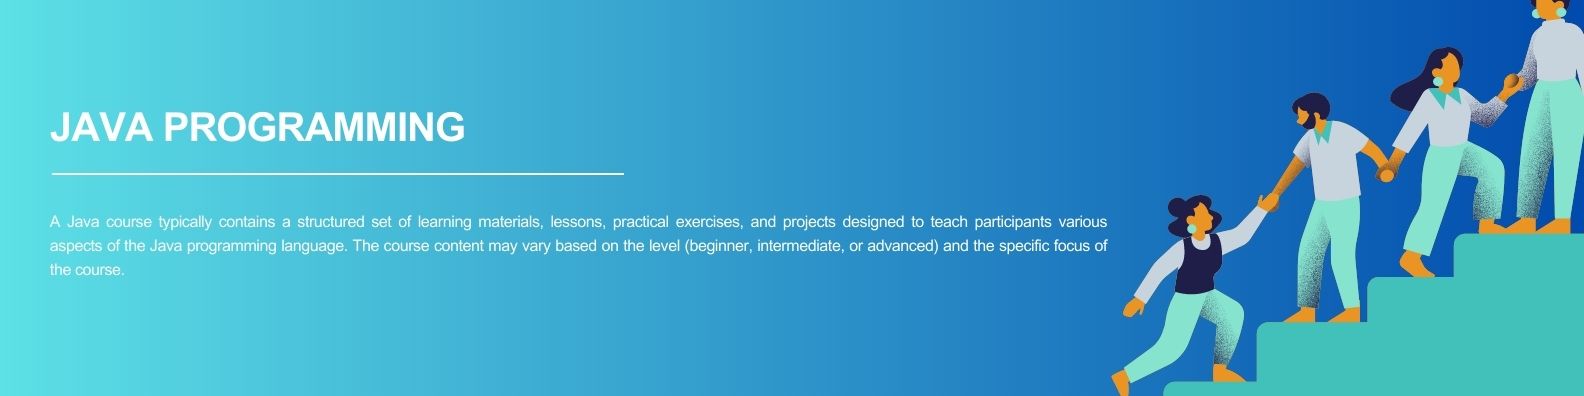 JAVA PROGRAMMING
A Java course typically contains a structured set of learning materials, lessons, practical exercises, and projects designed to teach participants various
aspects of the Java programming language. The course content may vary based on the level (beginner, intermediate, or advanced) and the specific focus of
the course.